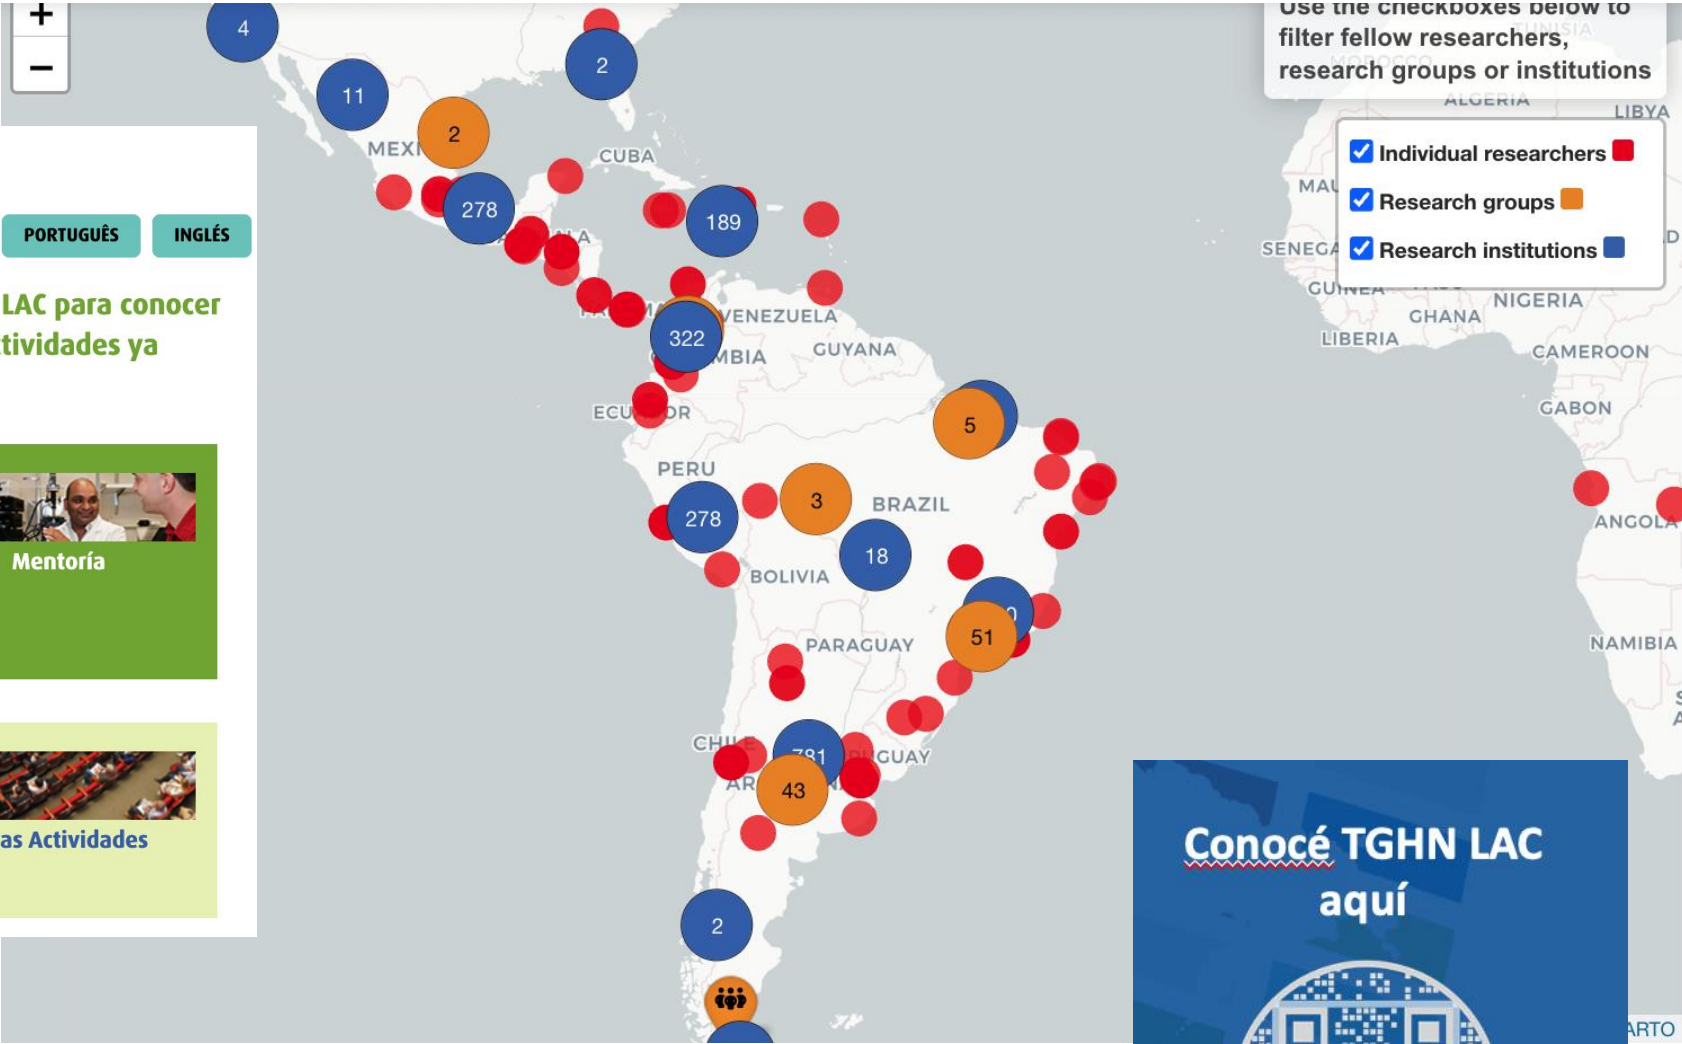 +
−
4
2
11
2
278
189
322
5
3
278
18
51
43
2
CUBA
VENEZUELA
GUYANA
PERU
BRAZIL
BOLIVIA
PARAGUAY
Use the checkboxes below to
filter fellow researchers,
research groups or institutions
ALGERIA
LIBYA
Individual researchers
Research groups
Research institutions
NIGERIA
GHANA
LIBERIA
CAMEROON
GABON
ANGOLA
NAMIBIA
PORTUGUÊS
INGLÉS
LAC para conocer
tividades ya
Mentoría
as Actividades
Conocé TGHN LAC
aquí
ARTO